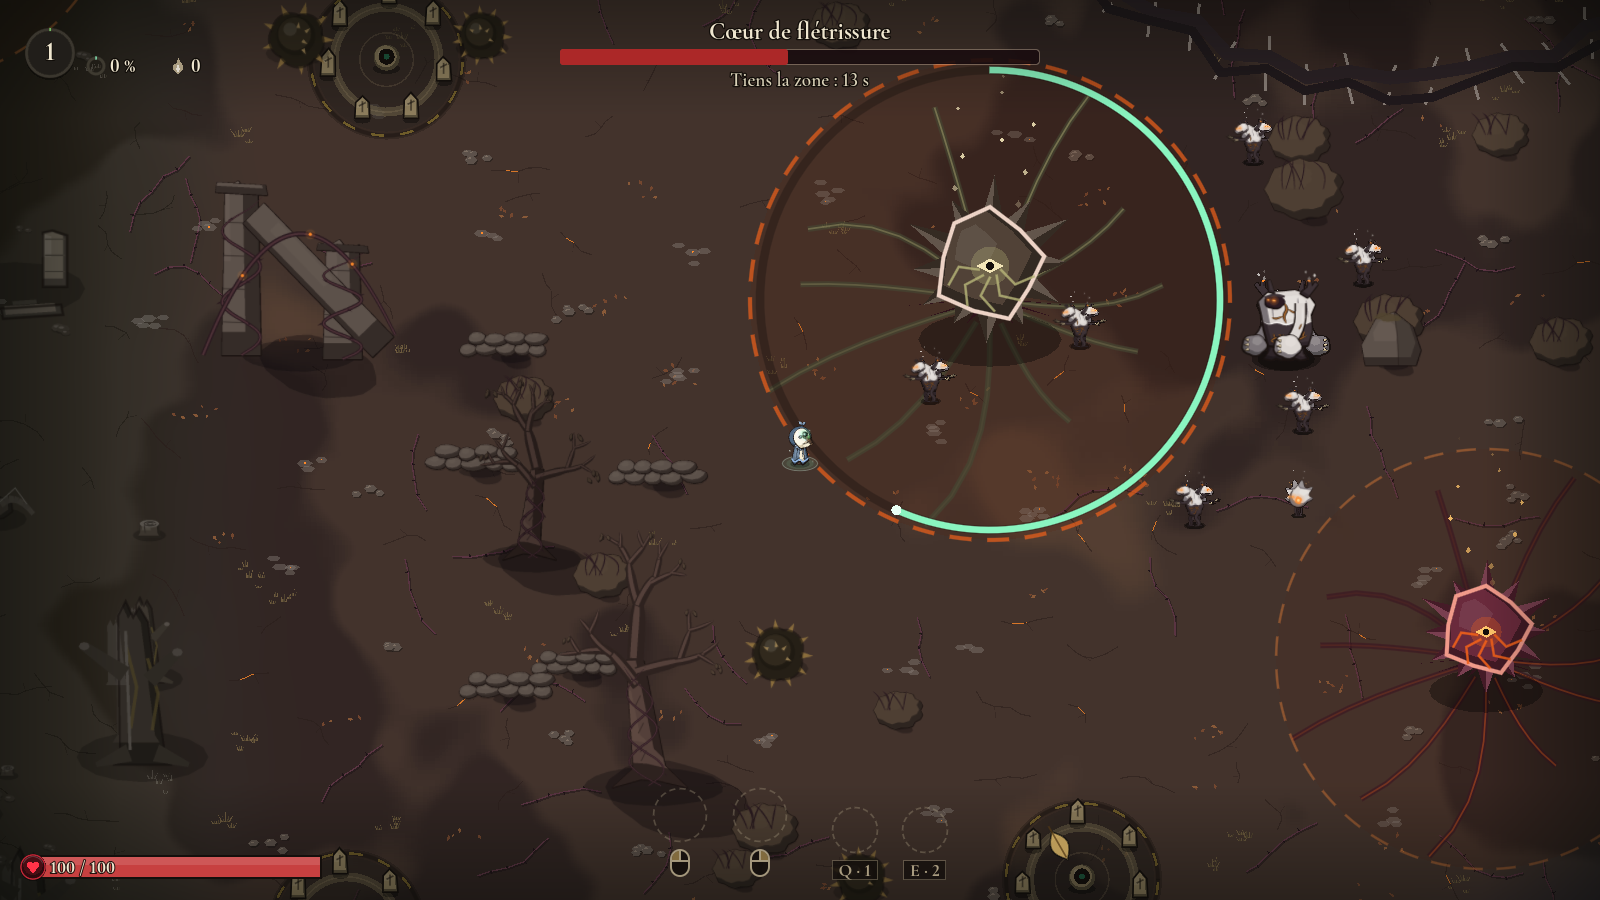 Cœur de flétrissure
1
0 %
0
Tiens la zone : 13 s
100 / 100
Q · 1
E · 2